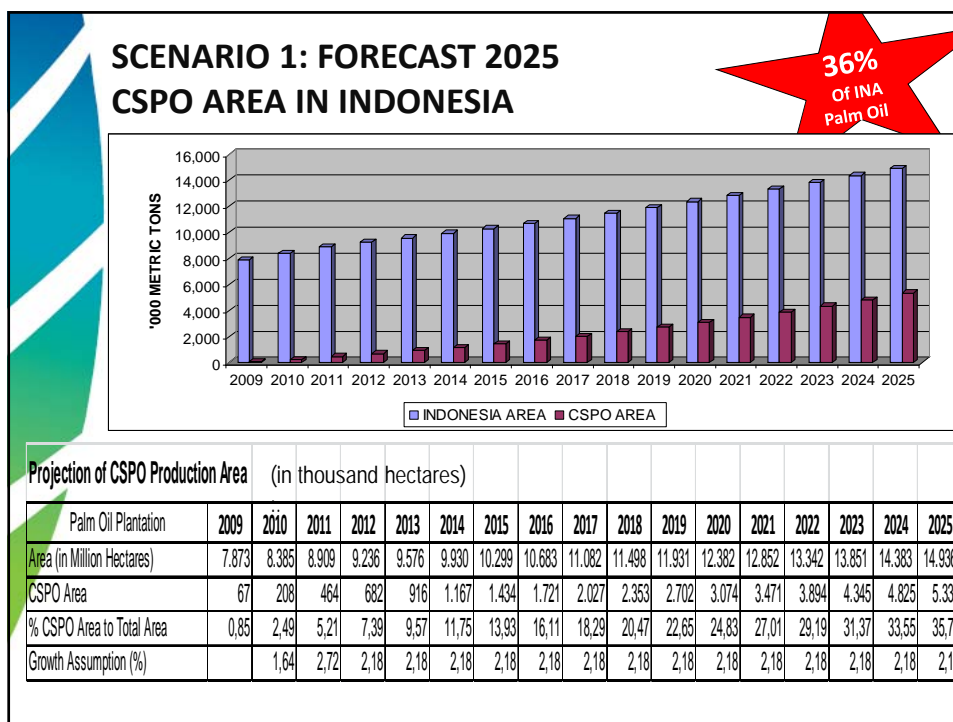 SCENARIO 1: FORECAST 2025
CSPO AREA IN INDONESIA
36%
Of INA
Palm Oil
'000 METRIC TONS
16,000
14,000
12,000
10,000
8,000
6,000
4,000
2,000
0
2009 2010 2011 2012 2013 2014 2015 2016 2017 2018 2019 2020 2021 2022 2023 2024 2025
INDONESIA AREA CSPO AREA
Projection of CSPO Production Area (in thousand hectares)
Palm Oil Plantation 2009 2010 2011 2012 2013 2014 2015 2016 2017 2018 2019 2020 2021 2022 2023 2024 2025
Area (in Million Hectares) 7.873 8.385 8.909 9.236 9.576 9.930 10.299 10.683 11.082 11.498 11.931 12.382 12.852 13.342 13.851 14.383 14.936
CSPO Area 67 208 464 682 916 1.167 1.434 1.721 2.027 2.353 2.702 3.074 3.471 3.894 4.345 4.825 5.33
% CSPO Area to Total Area 0,85 2,49 5,21 7,39 9,57 11,75 13,93 16,11 18,29 20,47 22,65 24,83 27,01 29,19 31,37 33,55 35,7
Growth Assumption (%) 1,64 2,72 2,18 2,18 2,18 2,18 2,18 2,18 2,18 2,18 2,18 2,18 2,18 2,18 2,18 2,1